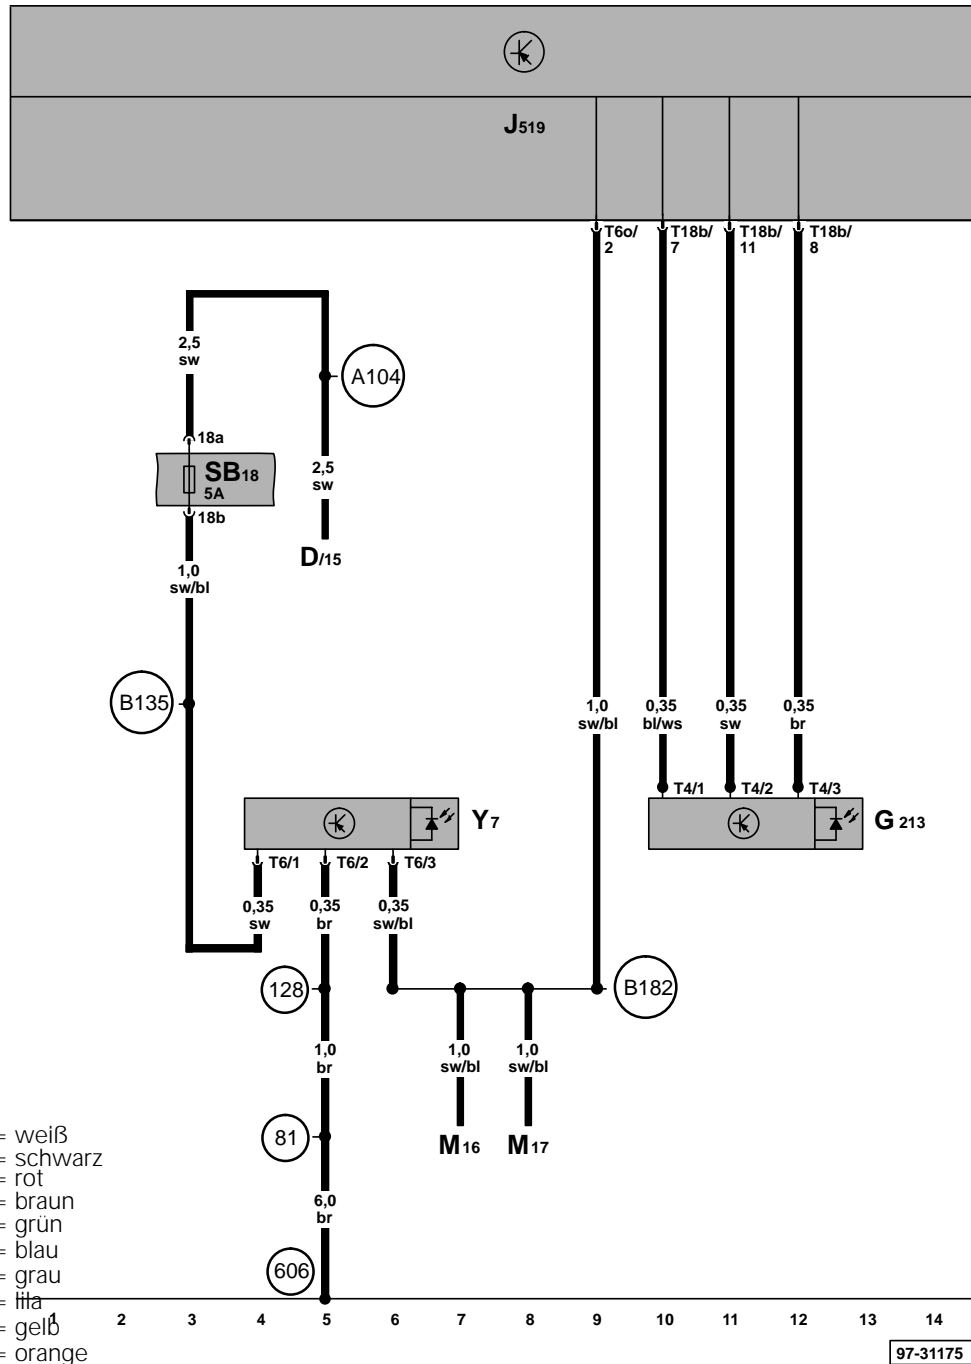 J519
T6o/ T18b/ T18b/ T18b/
2 7 11 8
2,5
sw
A104
18a
SB18
5A
2,5
sw
18b
D/15
1,0
sw/bl
B135
1,0 0,35 0,35 0,35
sw/bl bl/ws sw br
T4/1 T4/2 T4/3
Y7
G 213
T6/1 T6/2 T6/3
0,35 0,35 0,35
sw br sw/bl
128
B182
1,0 1,0 1,0
br sw/bl sw/bl
81
M16 M17
= weiß
= schwarz
= rot
= braun
= grün
= blau
= grau
= lila
= gelb
= orange
6,0
br
606
1 2 3 4 5 6 7 8 9 10 11 12 13 14
97-31175